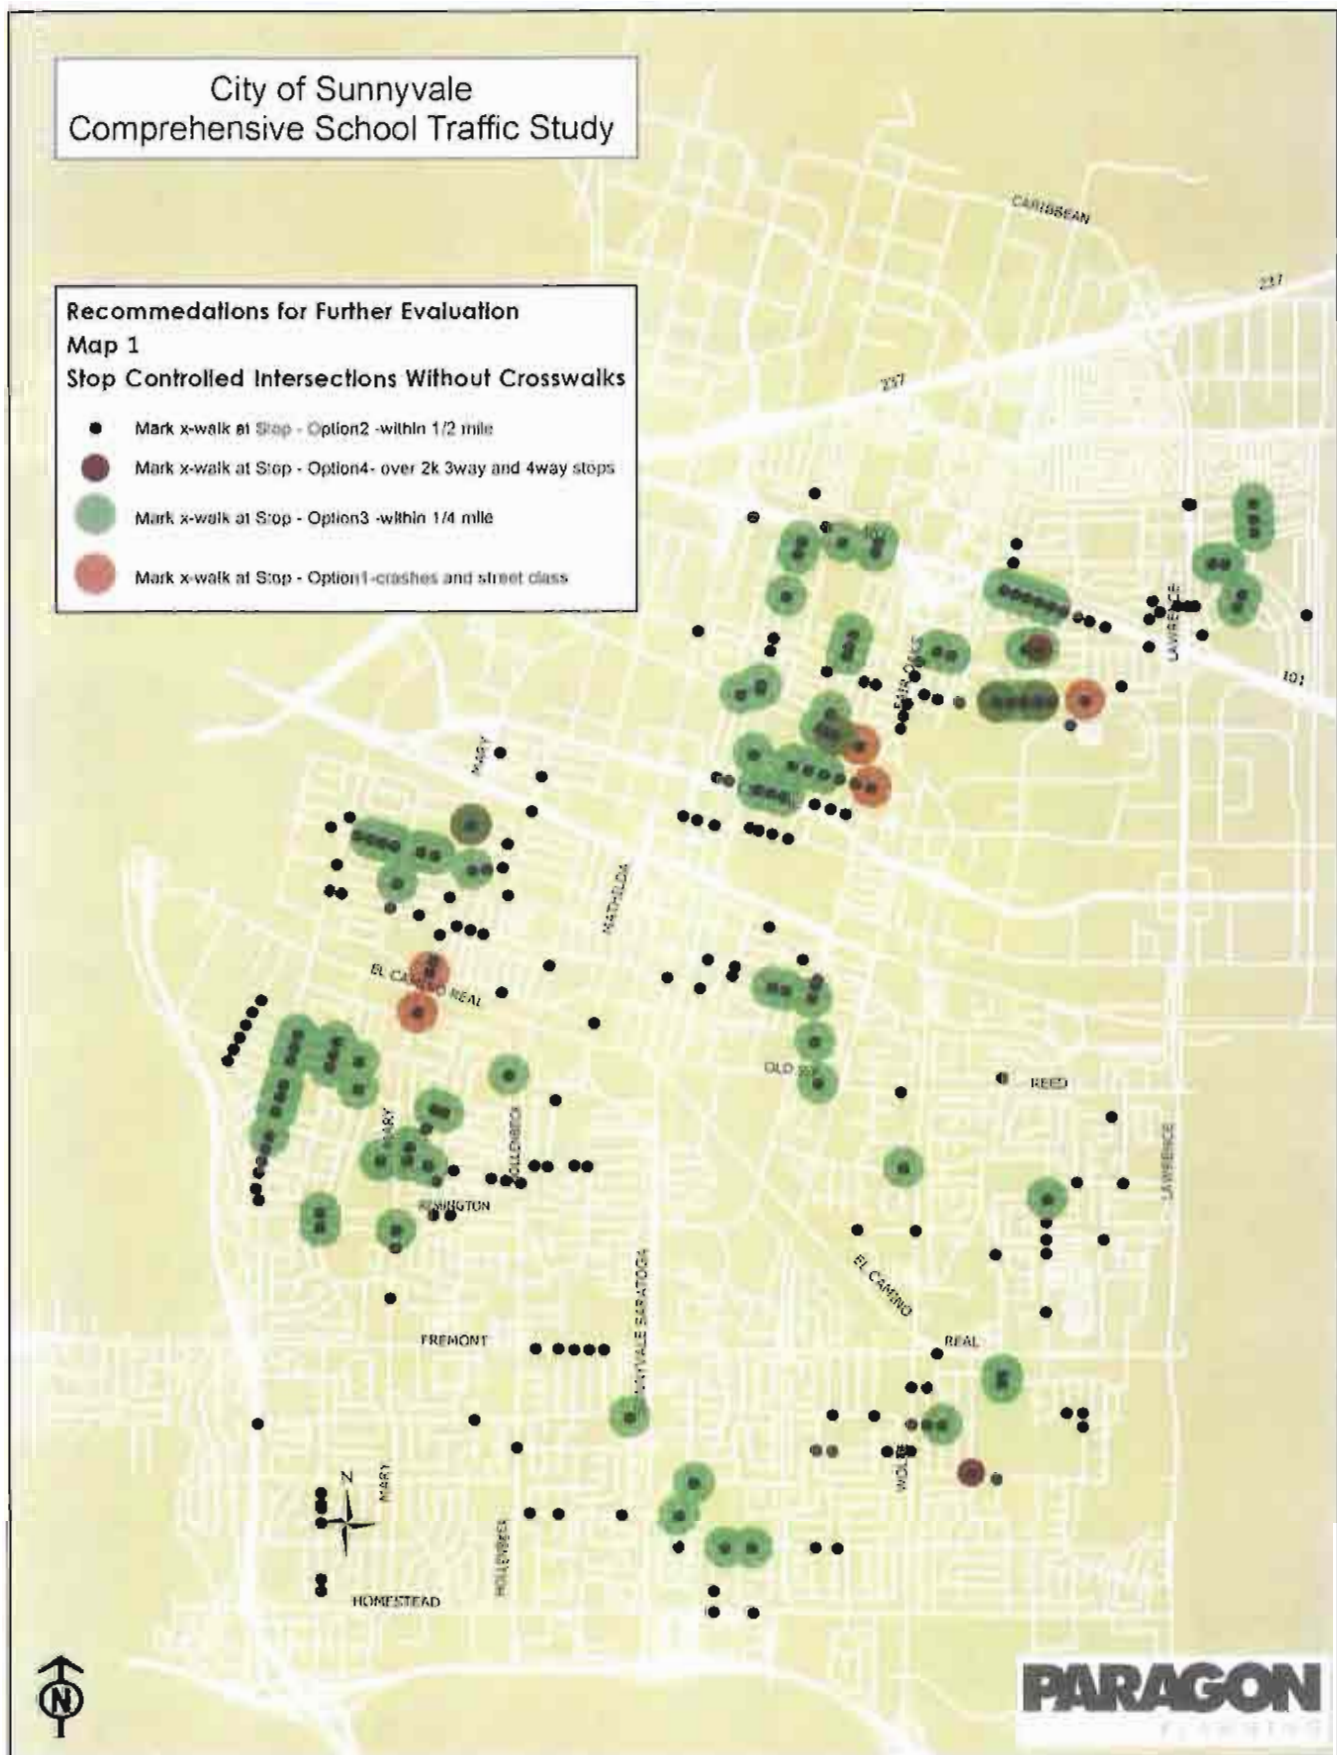 City of Sunnyvale
Comprehensive School Traffic Study
Recommedations for Further Evaluation
Map 1
Stop Controlled Intersections Without Crosswalks
Mark x-walk at Stop - Option2 -within 1/2 mile
Mark x-walk at Stop - Option4- over 2k 3way and 4way stops
Mark x-walk at Stop - Option3 -within 1/4 mile
Mark x-walk at Stop - Option1-crashes and street class
CARIBBEAN
237
237
101
LAWRENCE
FAIR OAKS
101
MARY
MATHILDA
EL CAMINO REAL
OLD
REED
MARY
HOLLENBECK
LAWRENCE
REMINGTON
SUNNYVALE SARATOGA
EL CAMINO
REAL
FREMONT
WOLFE
Z
MARY
HOLLENBECK
HOMESTEAD
N
PARAGON
PLANNING